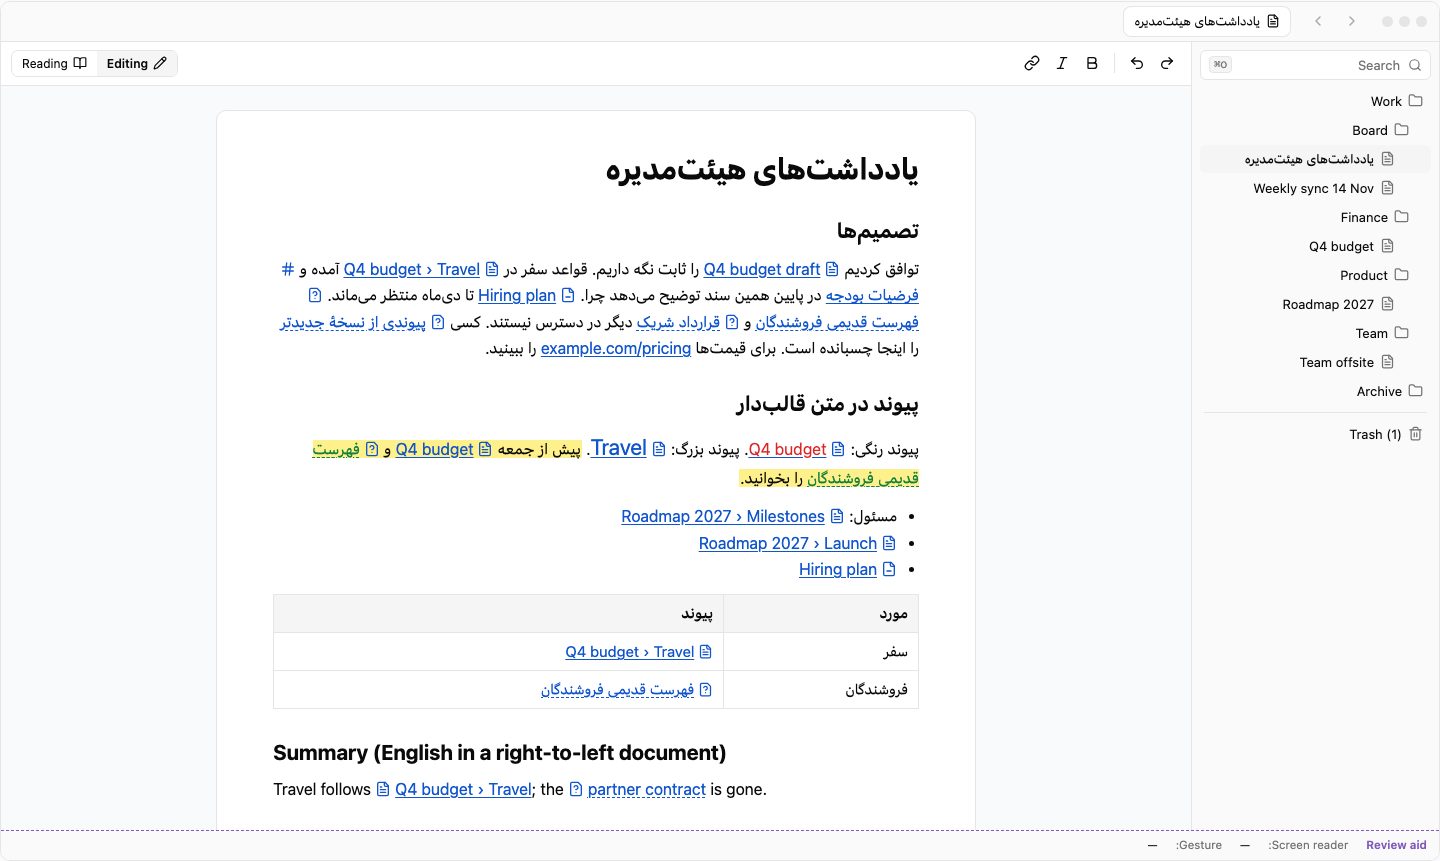 یادداشت‌های هیئت‌مدیره
Reading
Editing
B
I
⌘O
Search
Work
Board
یادداشت‌های هیئت‌مدیره
Weekly sync 14 Nov
Finance
Q4 budget
Product
Roadmap 2027
Team
Team offsite
Archive
Trash (1)
یادداشت‌های هیئت‌مدیره
تصمیم‌ها
توافق کردیم Q4 budget draft را ثابت نگه داریم. قواعد سفر در Q4 budget › Travel آمده و #
فرضیات بودجه در پایین همین سند توضیح می‌دهد چرا. Hiring plan تا دی‌ماه منتظر می‌ماند.
فهرست قدیمی فروشندگان و قرارداد شریک دیگر در دسترس نیستند. کسی پیوندی از نسخهٔ جدیدتر
را اینجا چسبانده است. برای قیمت‌ها example.com/pricing را ببینید.
پیوند در متن قالب‌دار
پیوند رنگی: Q4 budget. پیوند بزرگ: Travel. پیش از جمعه Q4 budget و فهرست
قدیمی فروشندگان را بخوانید.
• مسئول: Roadmap 2027 › Milestones
• Roadmap 2027 › Launch
• Hiring plan
مورد پیوند
سفر Q4 budget › Travel
فروشندگان فهرست قدیمی فروشندگان
Summary (English in a right-to-left document)
Travel follows Q4 budget › Travel; the partner contract is gone.
Review aid
Screen reader: —
Gesture: —